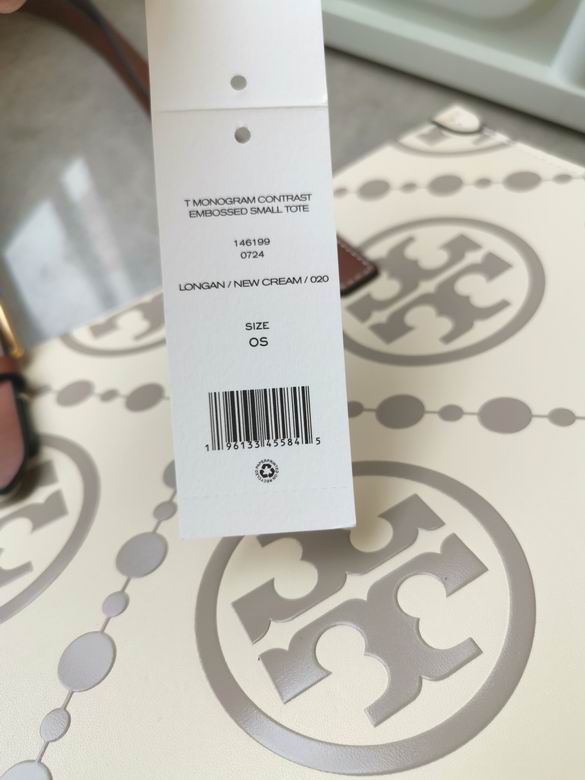 T MONOGRAM CONTRAST
EMBOSSED SMALL TOTE
146199
0724
LONGAN / NEW CREAM / 020
SIZE
OS
1 96133 45584 5